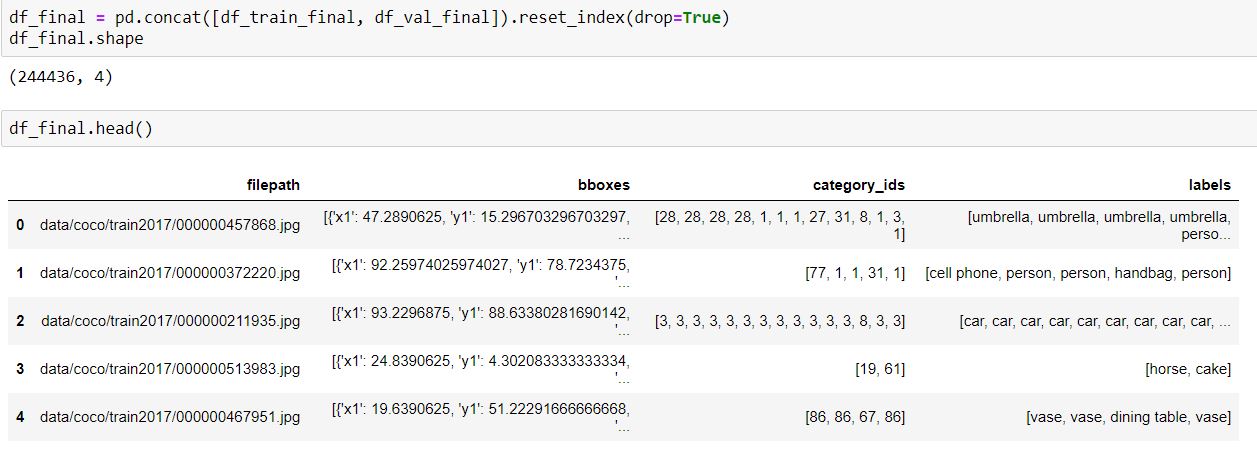 df_final = pd.concat([df_train_final, df_val_final]).reset_index(drop=True)
df_final.shape
(244436, 4)
df_final.head()
filepath bboxes category_ids labels
0 data/coco/train2017/000000457868.jpg [{'x1': 47.2890625, 'y1': 15.296703296703297, ... [28, 28, 28, 28, 1, 1, 1, 27, 31, 8, 1, 3, 1] [umbrella, umbrella, umbrella, umbrella, perso...
1 data/coco/train2017/000000372220.jpg [{'x1': 92.25974025974027, 'y1': 78.7234375, '... [77, 1, 1, 31, 1] [cell phone, person, person, handbag, person]
2 data/coco/train2017/000000211935.jpg [{'x1': 93.2296875, 'y1': 88.63380281690142, '... [3, 3, 3, 3, 3, 3, 3, 3, 3, 3, 3, 3, 8, 3, 3] [car, car, car, car, car, car, car, car, car, ...
3 data/coco/train2017/000000513983.jpg [{'x1': 24.8390625, 'y1': 4.302083333333334, '... [19, 61] [horse, cake]
4 data/coco/train2017/000000467951.jpg [{'x1': 19.6390625, 'y1': 51.22291666666668, '... [86, 86, 67, 86] [vase, vase, dining table, vase]